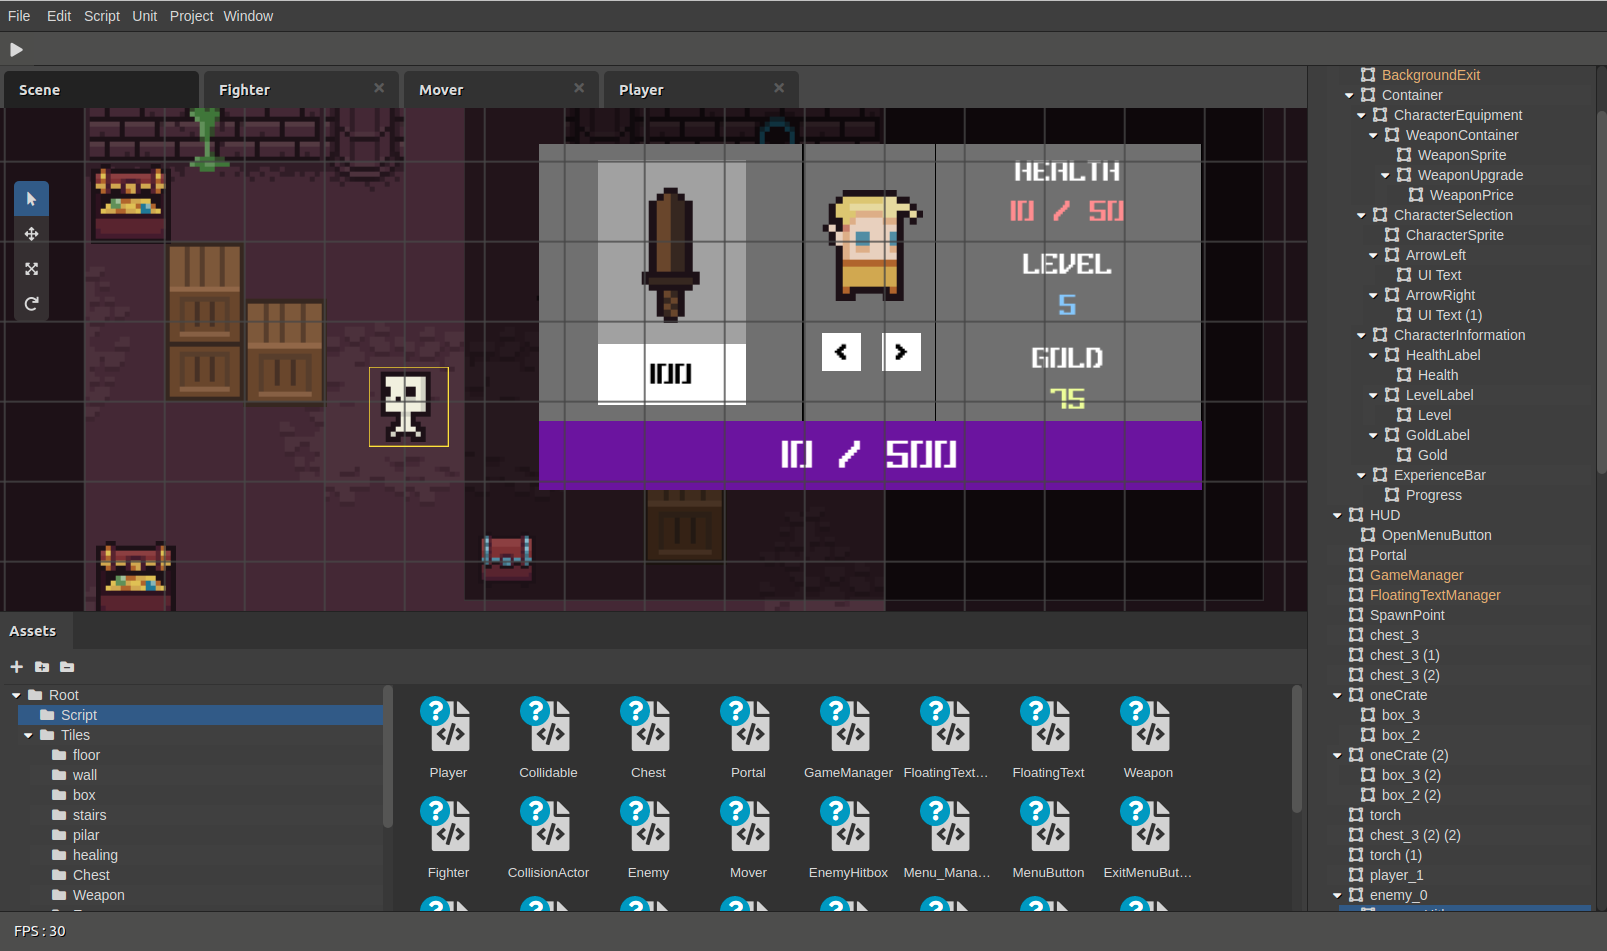 File Edit Script Unit Project Window
Scene
Fighter
Mover
Player
HEALTH
10 / 50
LEVEL
5
GOLD
75
100
<
>
10 / 500
BackgroundExit
Container
CharacterEquipment
WeaponContainer
WeaponSprite
WeaponUpgrade
WeaponPrice
CharacterSelection
CharacterSprite
ArrowLeft
UI Text
ArrowRight
UI Text (1)
CharacterInformation
HealthLabel
Health
LevelLabel
Level
GoldLabel
Gold
ExperienceBar
Progress
HUD
OpenMenuButton
Portal
GameManager
FloatingTextManager
SpawnPoint
chest_3
chest_3 (1)
chest_3 (2)
oneCrate
box_3
box_2
oneCrate (2)
box_3 (2)
box_2 (2)
torch
chest_3 (2) (2)
torch (1)
player_1
enemy_0
Assets
Root
Script
Tiles
floor
wall
box
stairs
pilar
healing
Chest
Weapon
Player Collidable Chest Portal GameManager FloatingText... FloatingText Weapon
Fighter CollisionActor Enemy Mover EnemyHitbox Menu_Mana... MenuButton ExitMenuBut...
FPS : 30